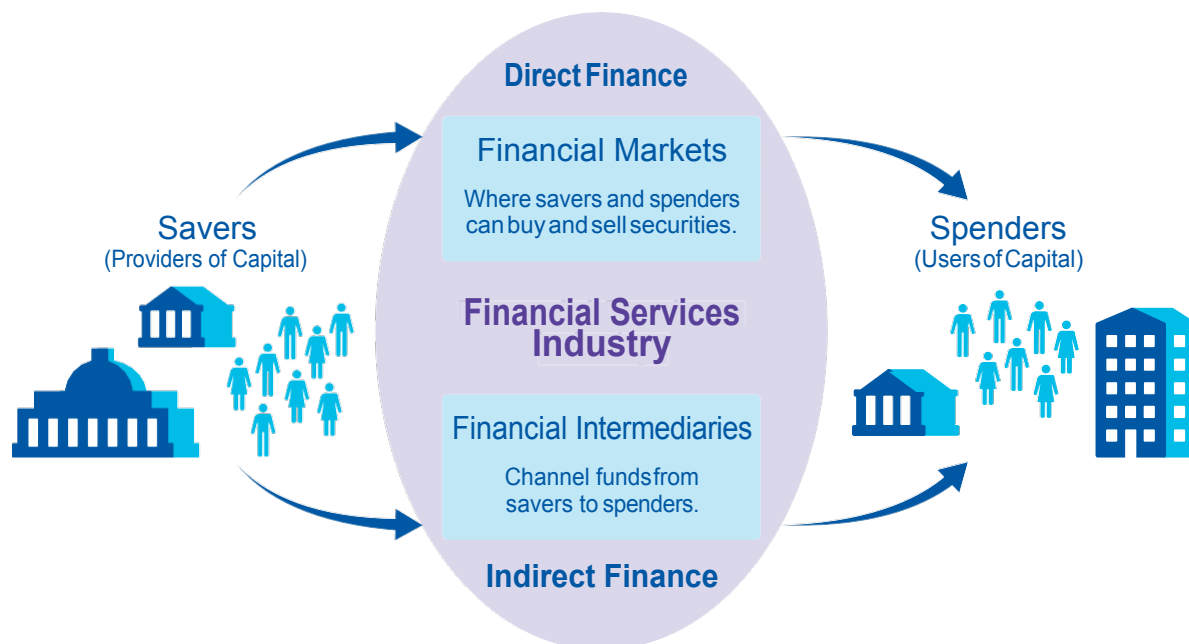 Direct Finance
Financial Markets
Where savers and spenders
can buy and sell securities.
Savers
(Providers of Capital)
Spenders
(Users of Capital)
Financial Services
Industry
Financial Intermediaries
Channel funds from
savers to spenders.
Indirect Finance